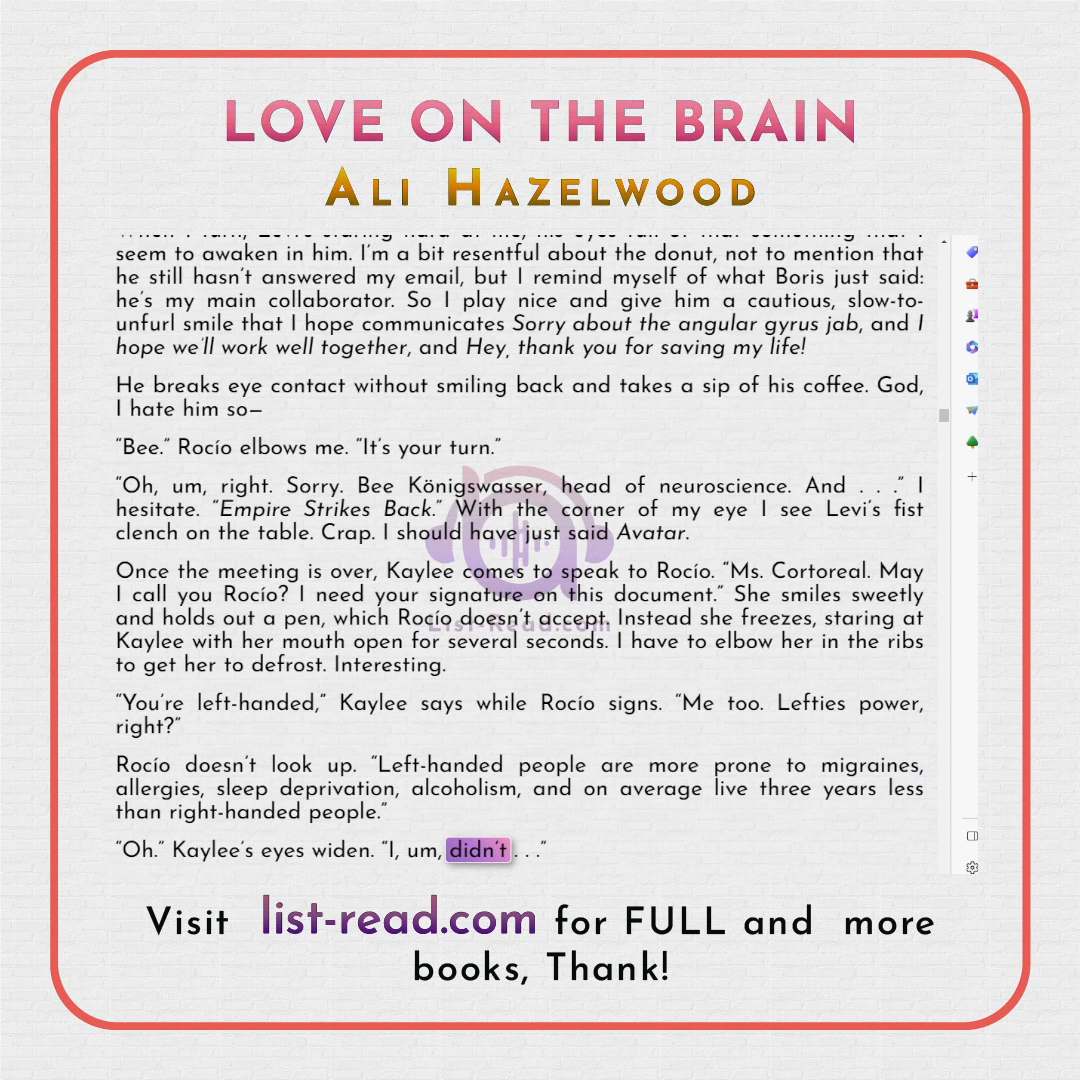 LOVE ON THE BRAIN
ALI HAZELWOOD
seem to awaken in him. I'm a bit resentful about the donut, not to mention that
he still hasn't answered my email, but I remind myself of what Boris just said:
he's my main collaborator. So I play nice and give him a cautious, slow-to-
unfurl smile that I hope communicates Sorry about the angular gyrus jab, and I
hope we'll work well together, and Hey, thank you for saving my life!
He breaks eye contact without smiling back and takes a sip of his coffee. God,
I hate him so—
“Bee.” Rocío elbows me. “It's your turn.”
“Oh, um, right. Sorry. Bee Königswasser, head of neuroscience. And . . .” I
hesitate. “Empire Strikes Back.” With the corner of my eye I see Levi's fist
clench on the table. Crap. I should have just said Avatar.
Once the meeting is over, Kaylee comes to speak to Rocío. “Ms. Cortoreal. May
I call you Rocío? I need your signature on this document.” She smiles sweetly
and holds out a pen, which Rocío doesn't accept. Instead she freezes, staring at
Kaylee with her mouth open for several seconds. I have to elbow her in the ribs
to get her to defrost. Interesting.
“You're left-handed,” Kaylee says while Rocío signs. “Me too. Lefties power,
right?”
Rocío doesn't look up. “Left-handed people are more prone to migraines,
allergies, sleep deprivation, alcoholism, and on average live three years less
than right-handed people.”
“Oh.” Kaylee's eyes widen. “I, um, didn't . . .”
List-Read.com
Visit list-read.com for FULL and more
books, Thank!